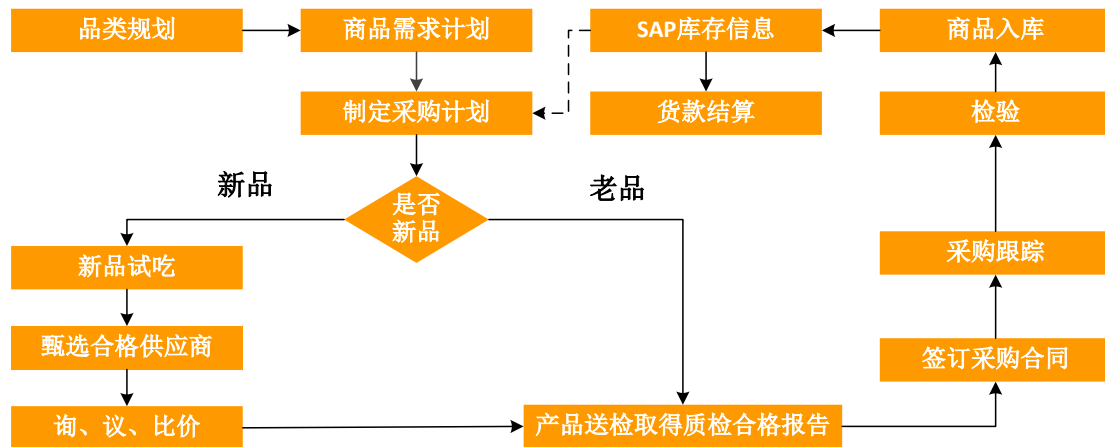 品类规划
商品需求计划
SAP库存信息
商品入库
制定采购计划
货款结算
检验
新品
老品
是否
新品
新品试吃
采购跟踪
甄选合格供应商
签订采购合同
询、议、比价
产品送检取得质检合格报告